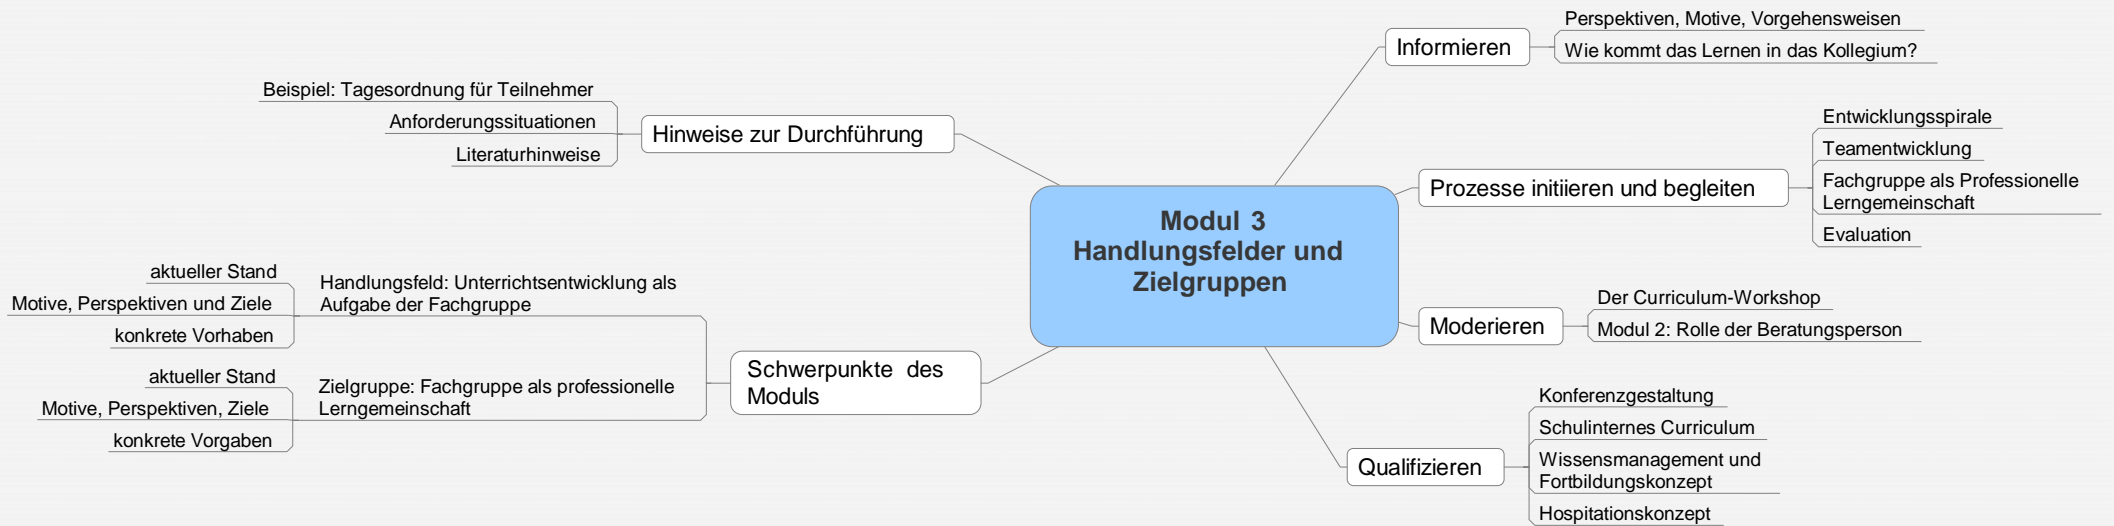 Modul 3
Handlungsfelder und
Zielgruppen
Informieren
Perspektiven, Motive, Vorgehensweisen
Wie kommt das Lernen in das Kollegium?
Prozesse initiieren und begleiten
Entwicklungsspirale
Teamentwicklung
Fachgruppe als Professionelle
Lerngemeinschaft
Evaluation
Moderieren
Der Curriculum-Workshop
Modul 2: Rolle der Beratungsperson
Qualifizieren
Konferenzgestaltung
Schulinternes Curriculum
Wissensmanagement und
Fortbildungskonzept
Hospitationskonzept
Hinweise zur Durchführung
Beispiel: Tagesordnung für Teilnehmer
Anforderungssituationen
Literaturhinweise
Schwerpunkte des
Moduls
Handlungsfeld: Unterrichtsentwicklung als
Aufgabe der Fachgruppe
aktueller Stand
Motive, Perspektiven und Ziele
konkrete Vorhaben
Zielgruppe: Fachgruppe als professionelle
Lerngemeinschaft
aktueller Stand
Motive, Perspektiven, Ziele
konkrete Vorgaben